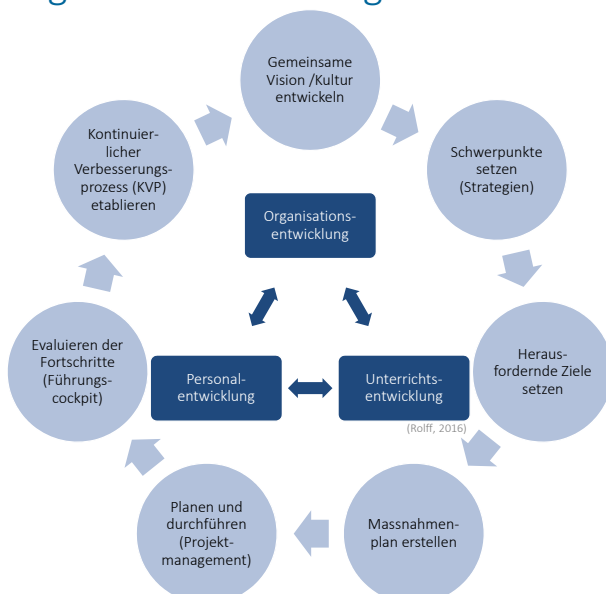 Gemeinsame
Vision /Kultur
entwickeln
Kontinuier-
licher
Verbesserungs-
prozess (KVP)
etablieren
Schwerpunkte
setzen
(Strategien)
Organisations-
entwicklung
Evaluieren der
Fortschritte
(Führungs-
cockpit)
Personal-
entwicklung
Unterrichts-
entwicklung
Heraus-
fordernde Ziele
setzen
(Rolff, 2016)
Planen und
durchführen
(Projekt-
management)
Massnahmen-
plan erstellen